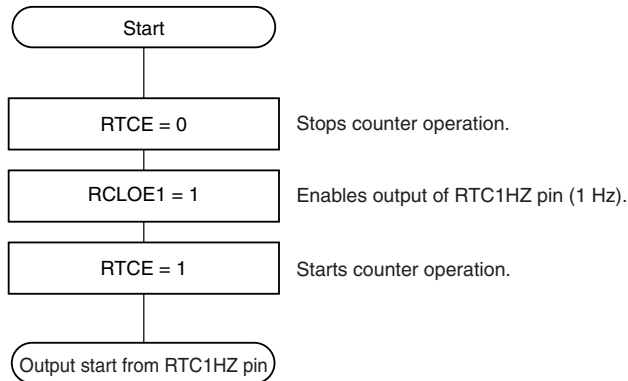 Start
RTCE = 0
Stops counter operation.
RCLOE1 = 1
Enables output of RTC1HZ pin (1 Hz).
RTCE = 1
Starts counter operation.
Output start from RTC1HZ pin